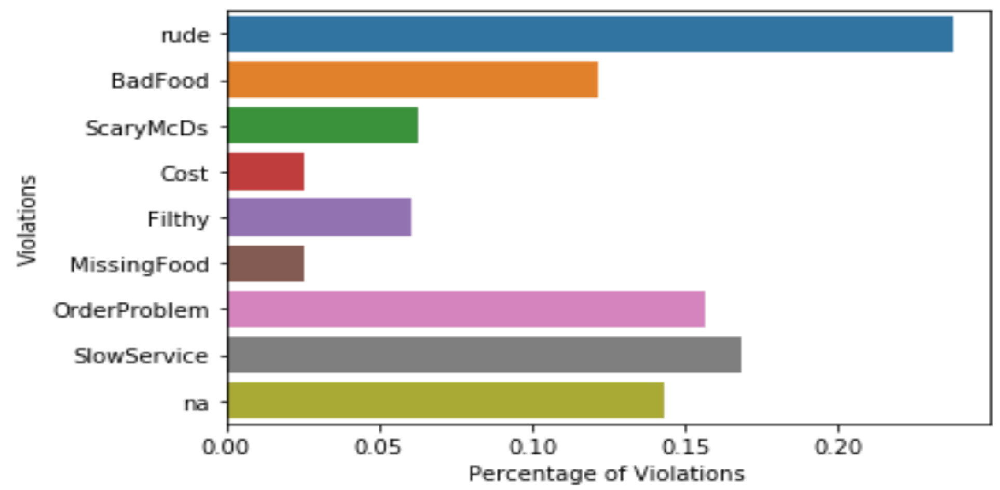 rude
BadFood
ScaryMcDs
Cost
Filthy
MissingFood
OrderProblem
SlowService
na
Violations
0.00 0.05 0.10 0.15 0.20
Percentage of Violations